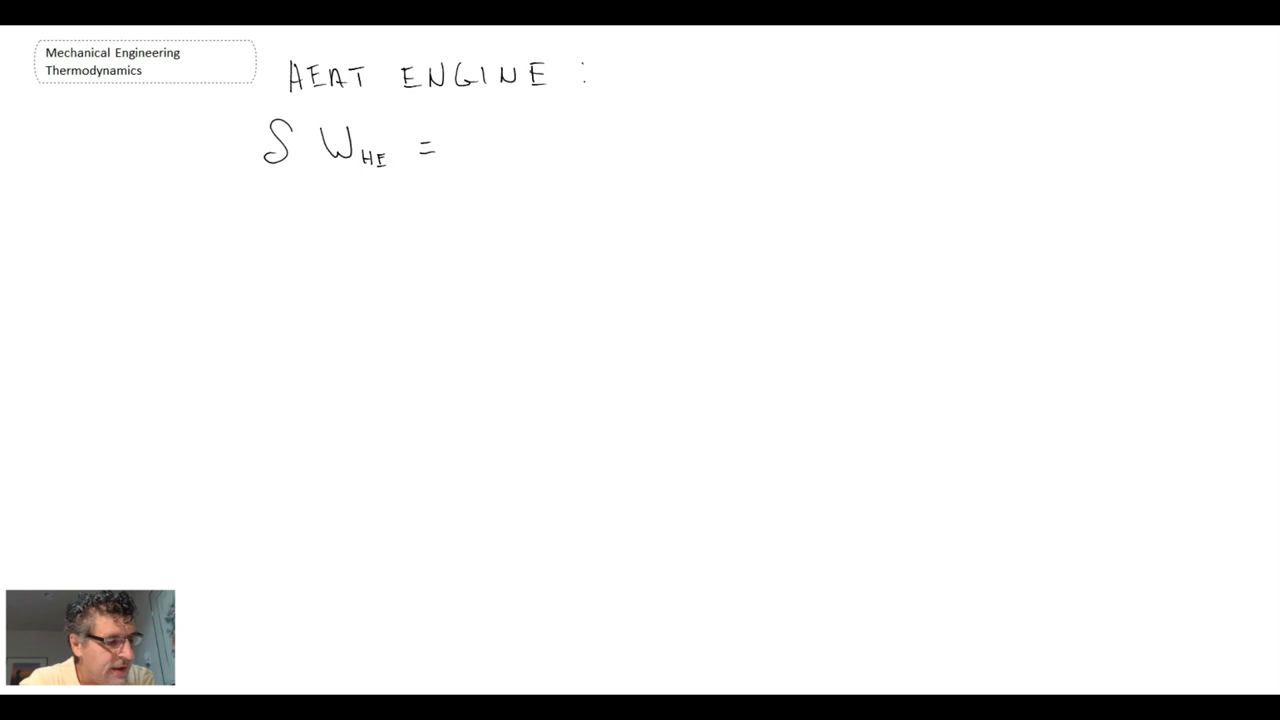 Mechanical Engineering
Thermodynamics
HEAT ENGINE :
δ W_HE =